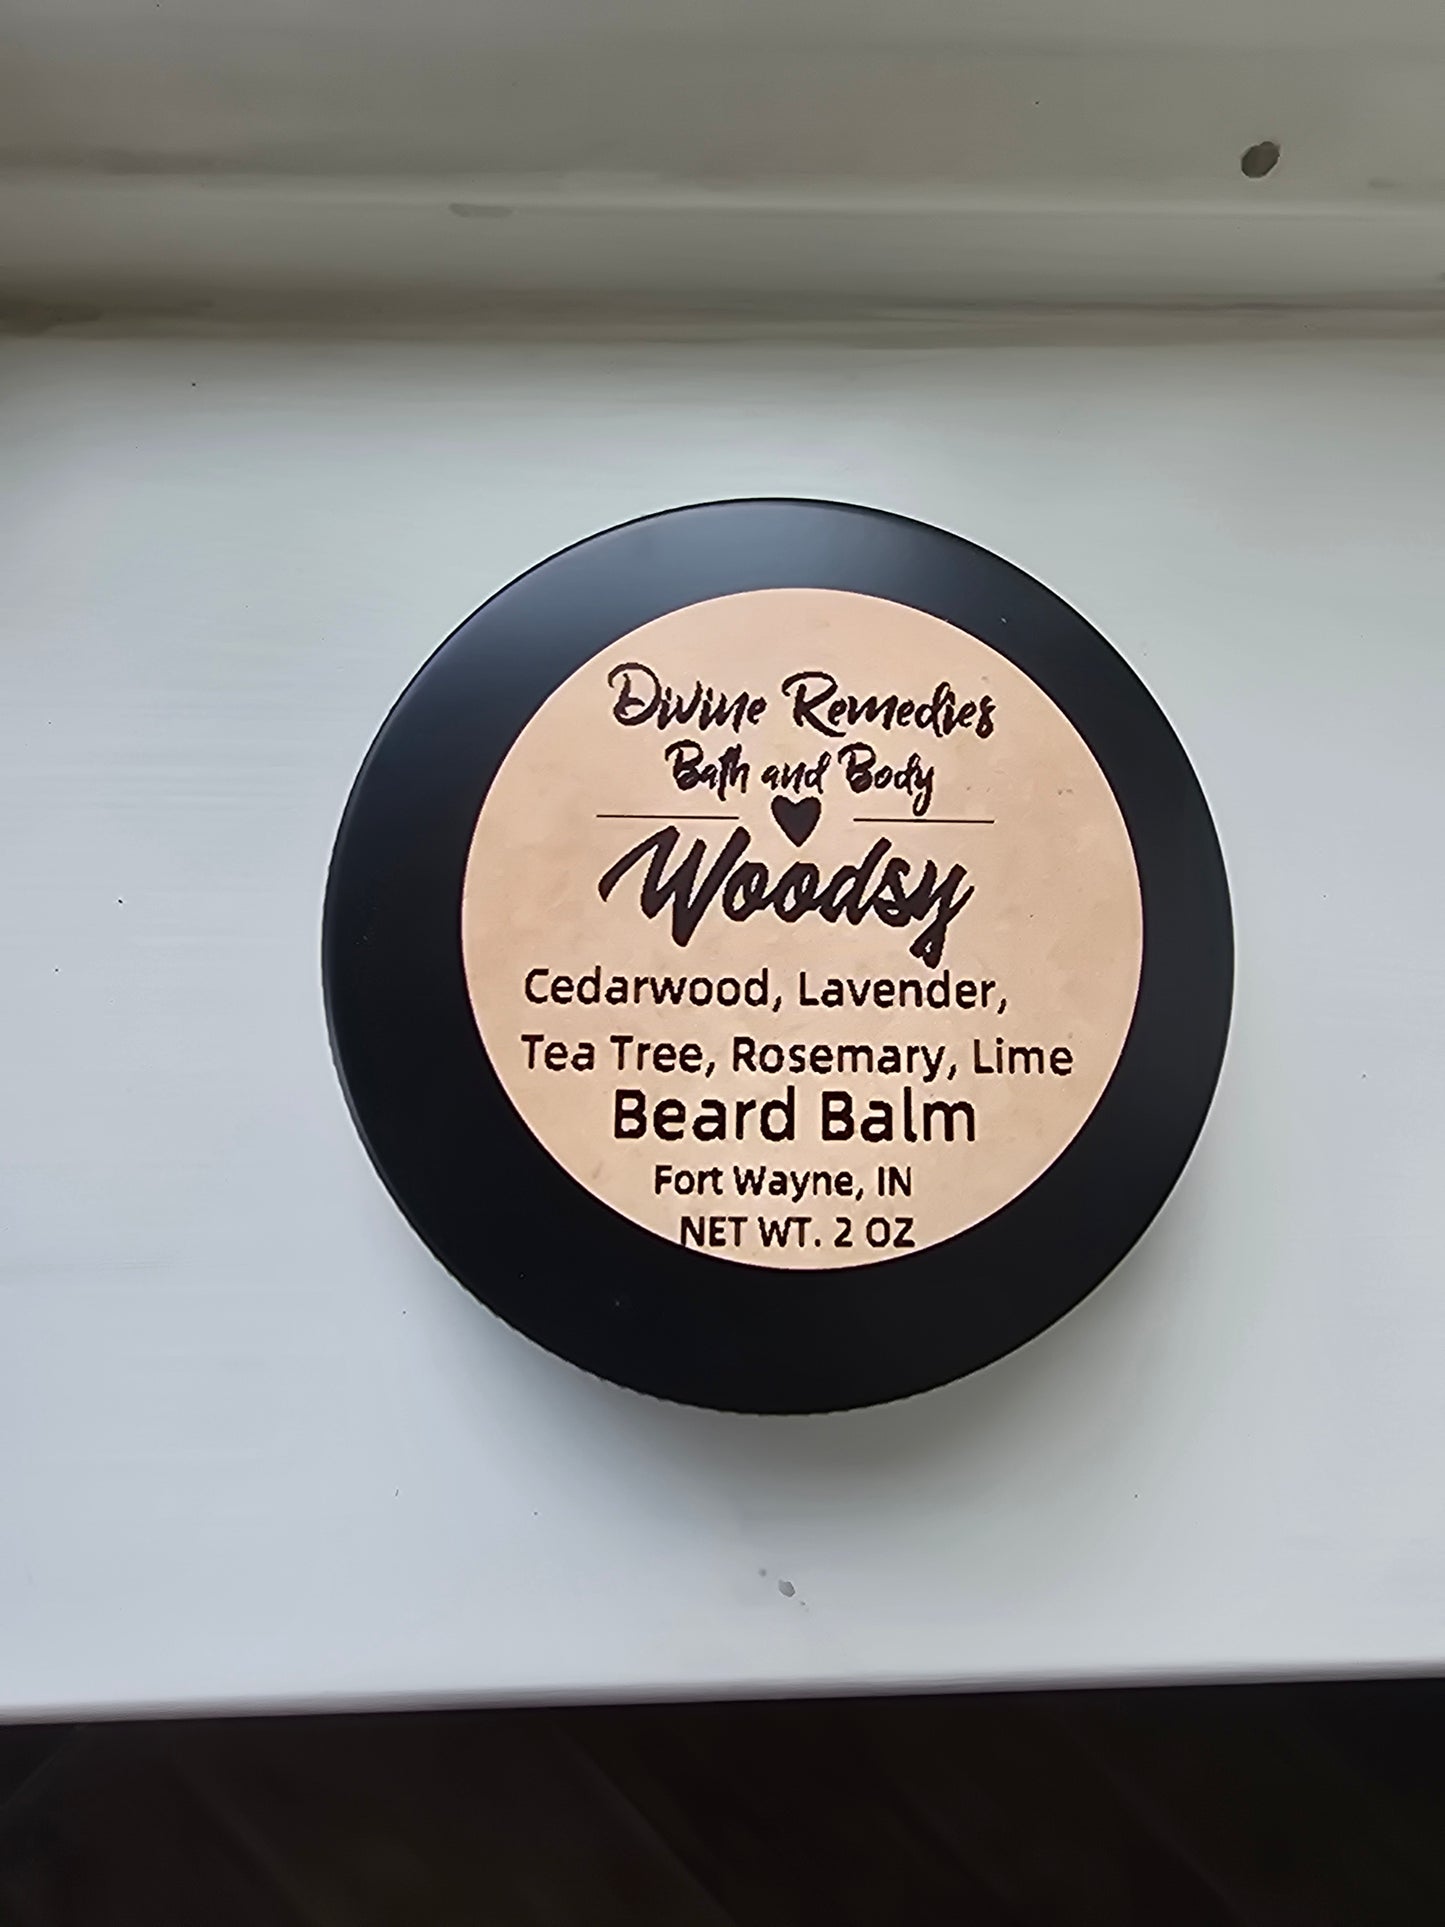 Divine Remedies
Bath and Body
Woodsy
Cedarwood, Lavender,
Tea Tree, Rosemary, Lime
Beard Balm
Fort Wayne, IN
NET WT. 2 OZ